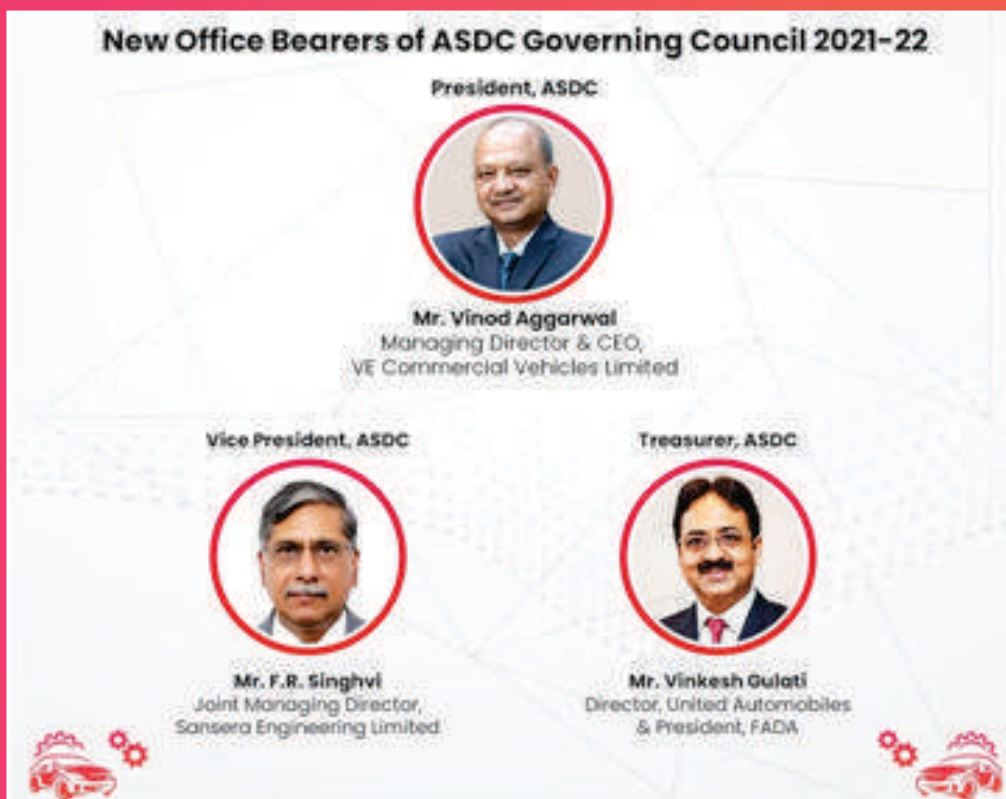 New Office Bearers of ASDC Governing Council 2021-22
President, ASDC
Mr. Vinod Aggarwal
Managing Director & CEO,
VE Commercial Vehicles Limited
Vice President, ASDC
Mr. F.R. Singhvi
Joint Managing Director,
Sansera Engineering Limited
Treasurer, ASDC
Mr. Vinkesh Gulati
Director, United Automobiles
& President, FADA